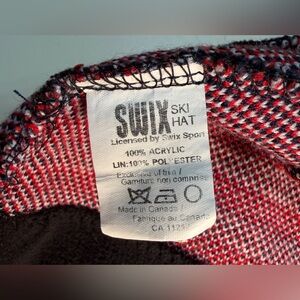 SWIX SKI
HAT
Licensed by Swix Sport
100% ACRYLIC
LIN:100% POLYESTER
Exclusive of trim /
Garniture non comprise
Made in Canada /
Fabriqué au Canada
CA